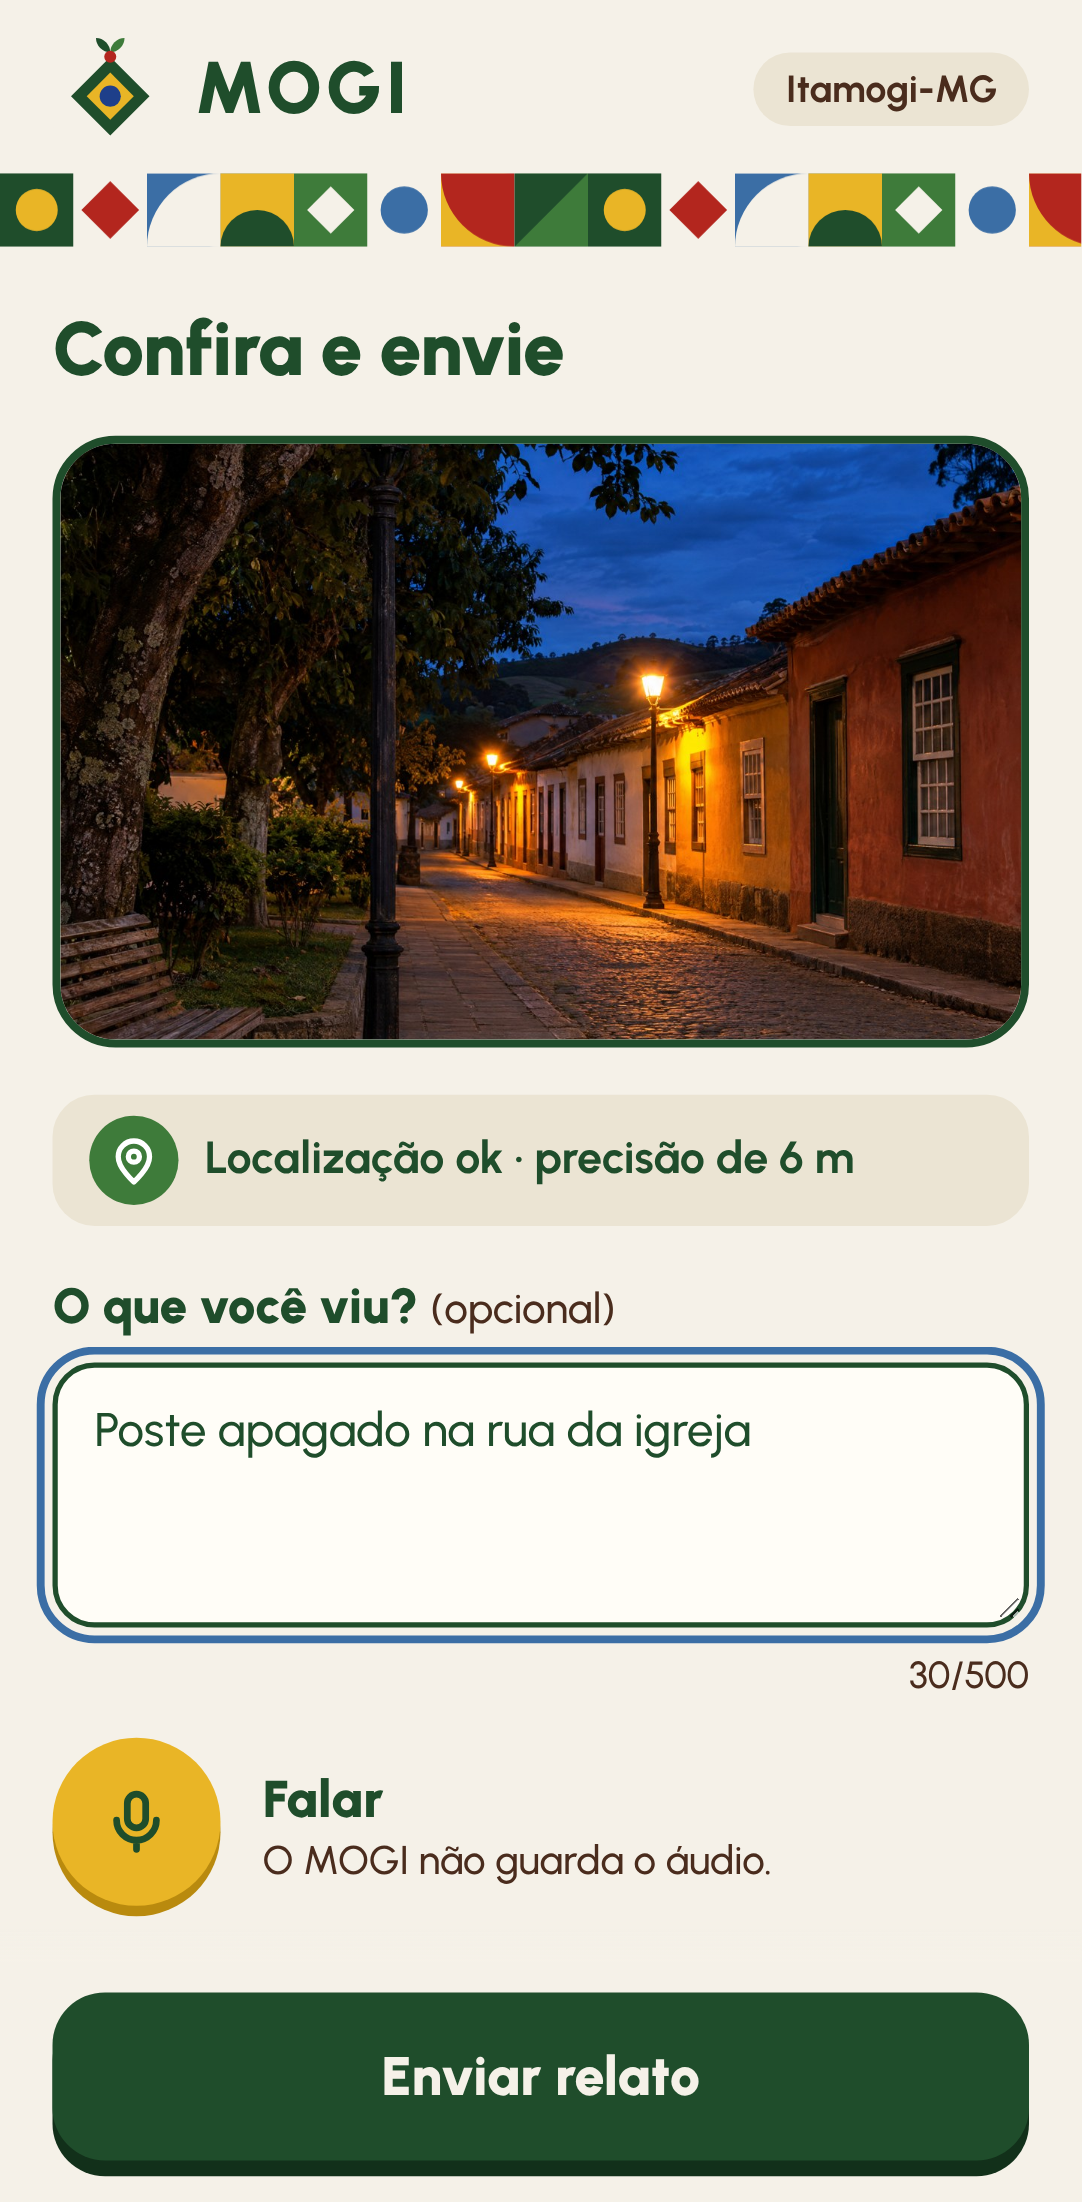 MOGI
Itamogi-MG
Confira e envie
Localização ok · precisão de 6 m
O que você viu? (opcional)
Poste apagado na rua da igreja
30/500
Falar
O MOGI não guarda o áudio.
Enviar relato